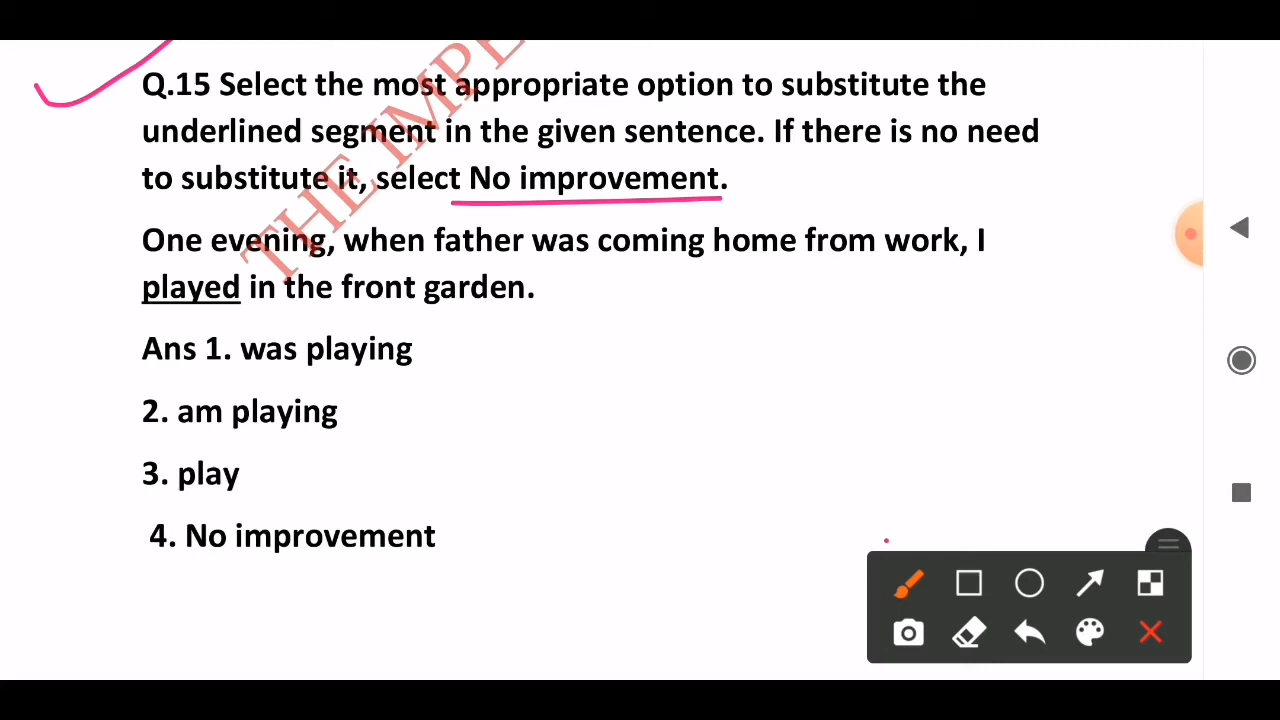 Q.15 Select the most appropriate option to substitute the
underlined segment in the given sentence. If there is no need
to substitute it, select No improvement.
One evening, when father was coming home from work, I
played in the front garden.
Ans 1. was playing
2. am playing
3. play
4. No improvement
THE IMPE